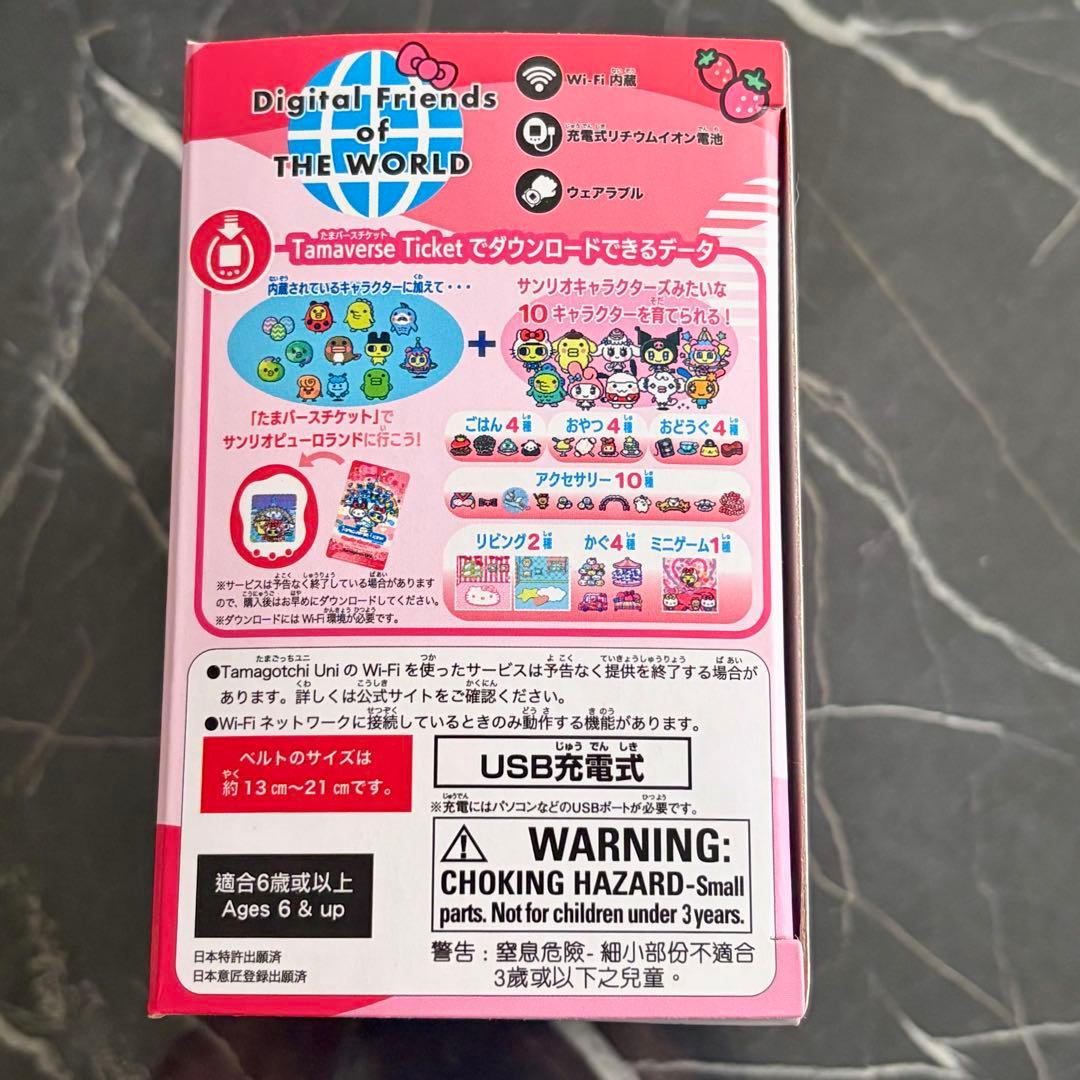 Digital Friends
of
THE WORLD
Wi-Fi 内蔵
充電式リチウムイオン電池
ウェアラブル
Tamaverse Ticket でダウンロードできるデータ
内蔵されているキャラクターに加えて・・・
サンリオキャラクターズみたいな
10 キャラクターを育てられる!
+
「たまバースチケット」で
サンリオピューロランドに行こう!
ごはん 4種
おやつ 4種
おどうぐ 4種
アクセサリー 10種
リビング2種
かぐ4種
ミニゲーム1種
※サービスは予告なく終了している場合があります
ので、購入後はお早めにダウンロードしてください。
※ダウンロードには Wi-Fi 環境が必要です。
●Tamagotchi Uni の Wi-Fi を使ったサービスは予告なく提供を終了する場合が
あります。詳しくは公式サイトをご確認ください。
●Wi-Fi ネットワークに接続しているときのみ動作する機能があります。
ベルトのサイズは
約 13 cm〜21 cmです。
USB充電式
※充電にはパソコンなどのUSBポートが必要です。
WARNING:
CHOKING HAZARD-Small
parts. Not for children under 3 years.
適合6歲或以上
Ages 6 & up
警告：窒息危險- 細小部份不適合
3歲或以下之兒童。
日本特許出願済
日本意匠登録出願済